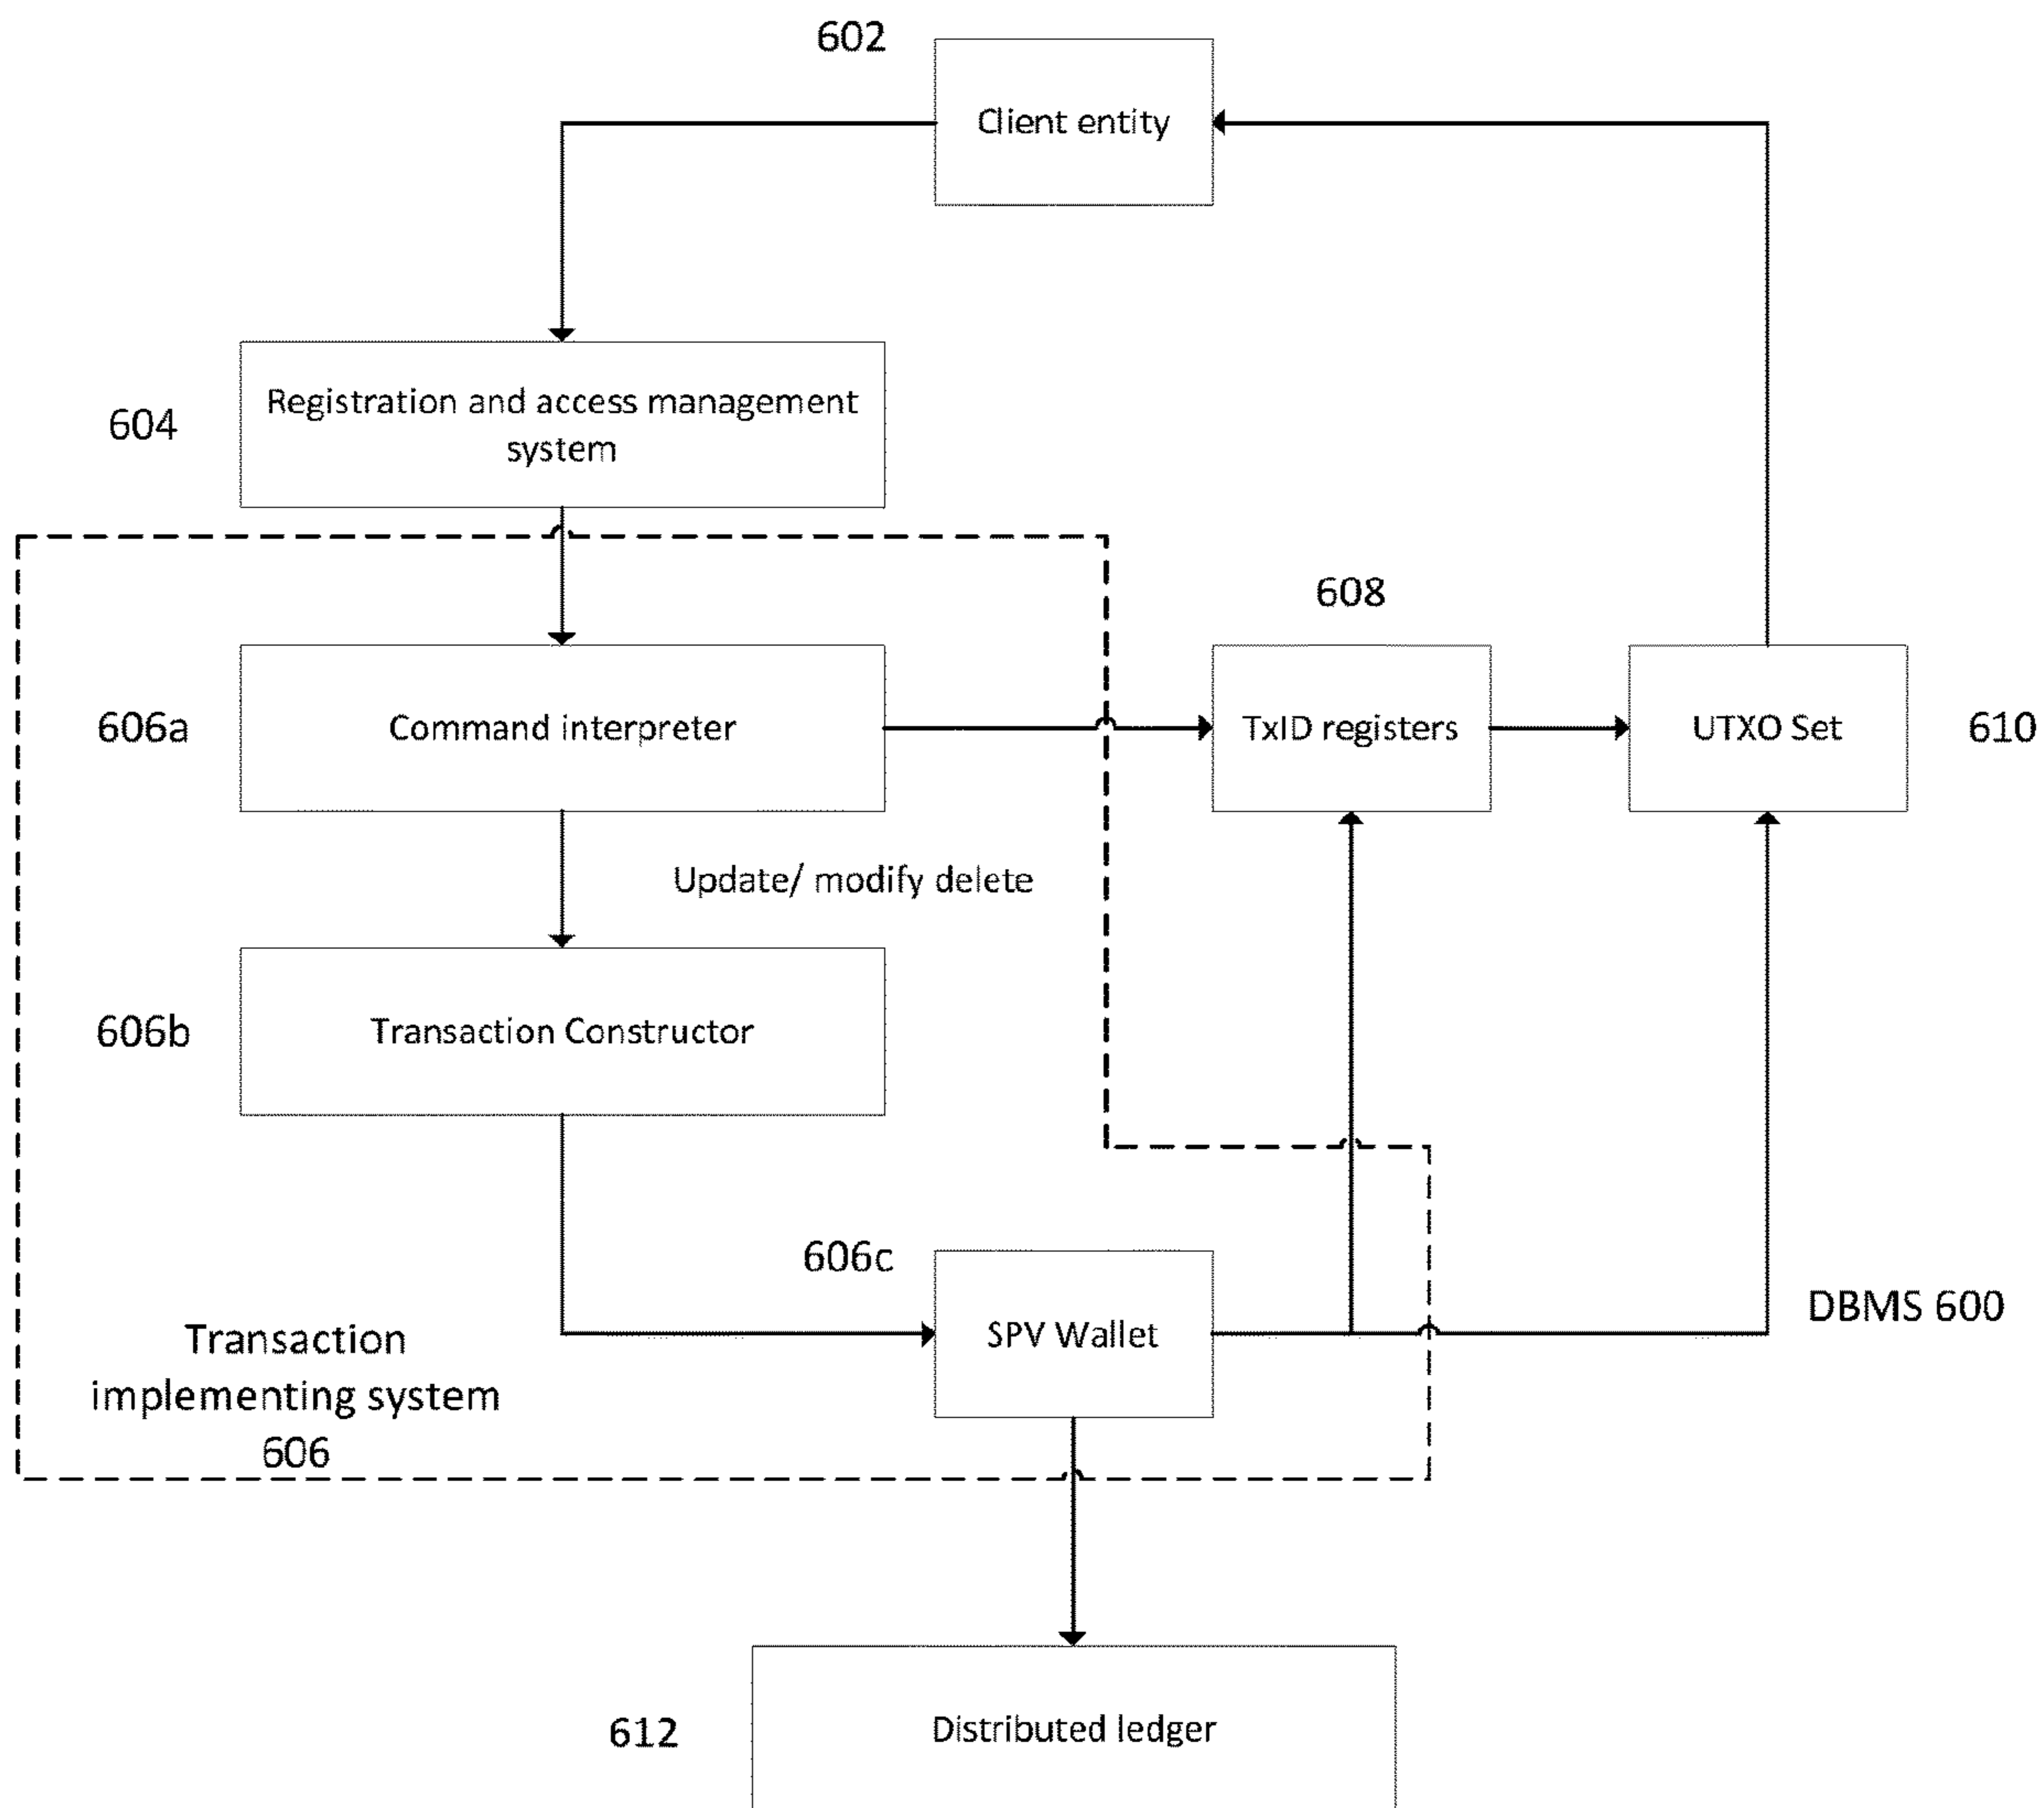 602
Client entity
Registration and access management
system
604
608
606a
Command interpreter
TxID registers
UTXO Set
610
Update/ modify delete
606b
Transaction Constructor
606c
SPV Wallet
DBMS 600
Transaction
implementing system
606
612
Distributed ledger